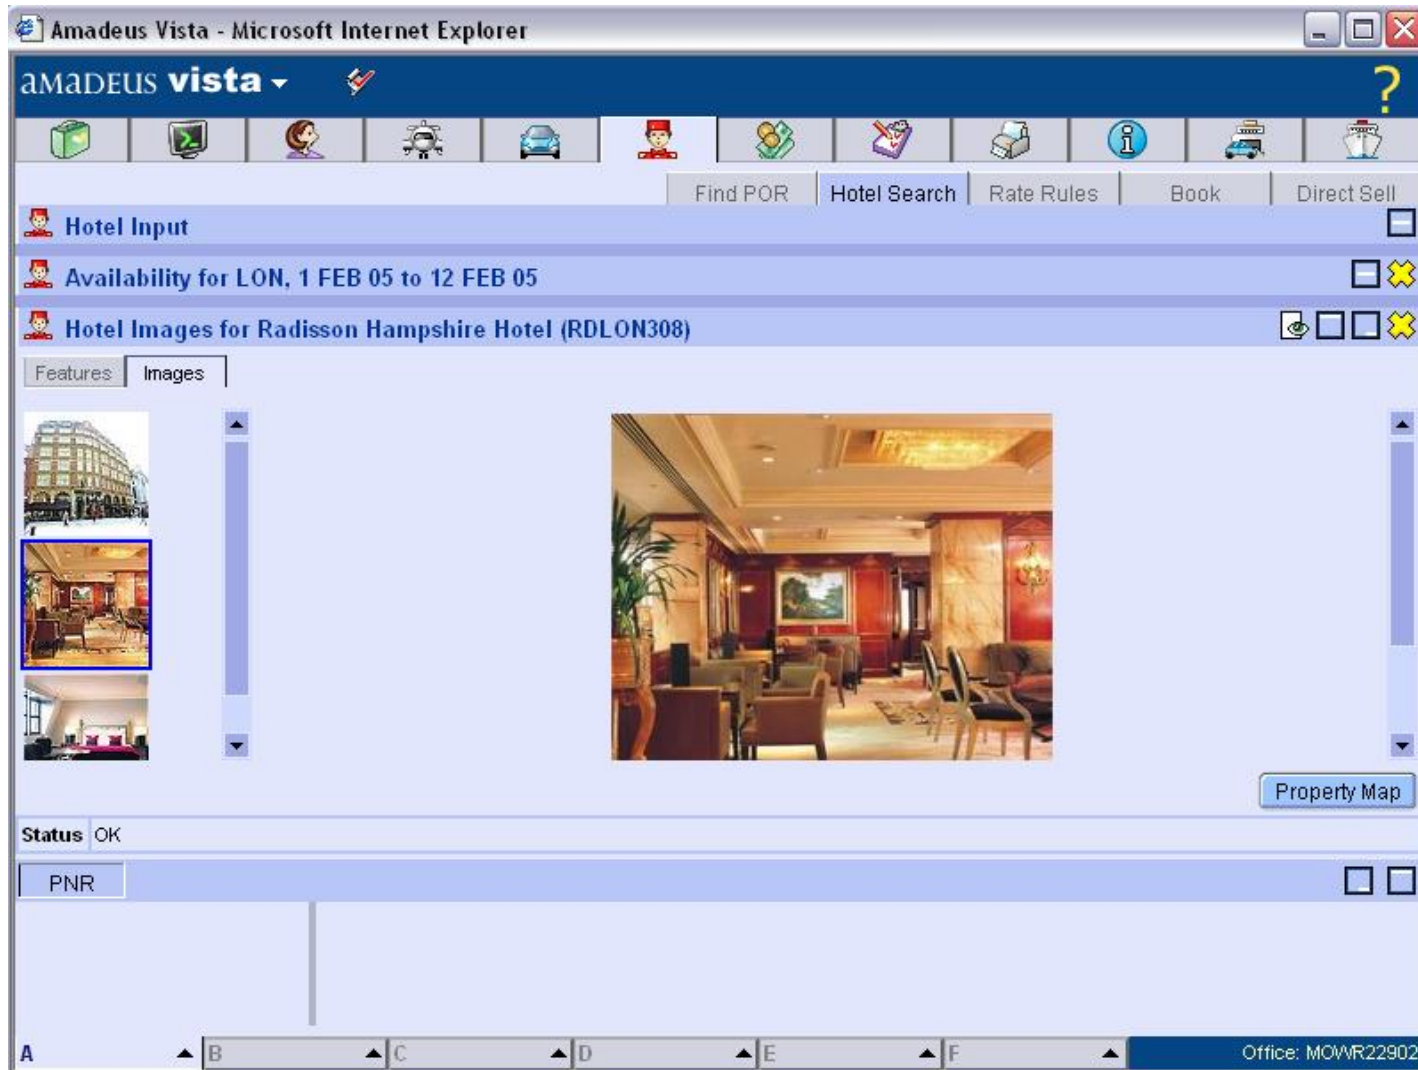 Amadeus Vista - Microsoft Internet Explorer
aMaDEUS vista
?
Find POR Hotel Search Rate Rules Book Direct Sell
Hotel Input
Availability for LON, 1 FEB 05 to 12 FEB 05
Hotel Images for Radisson Hampshire Hotel (RDLON308)
Features Images
Property Map
Status OK
PNR
A B C D E F Office: MOWR22902